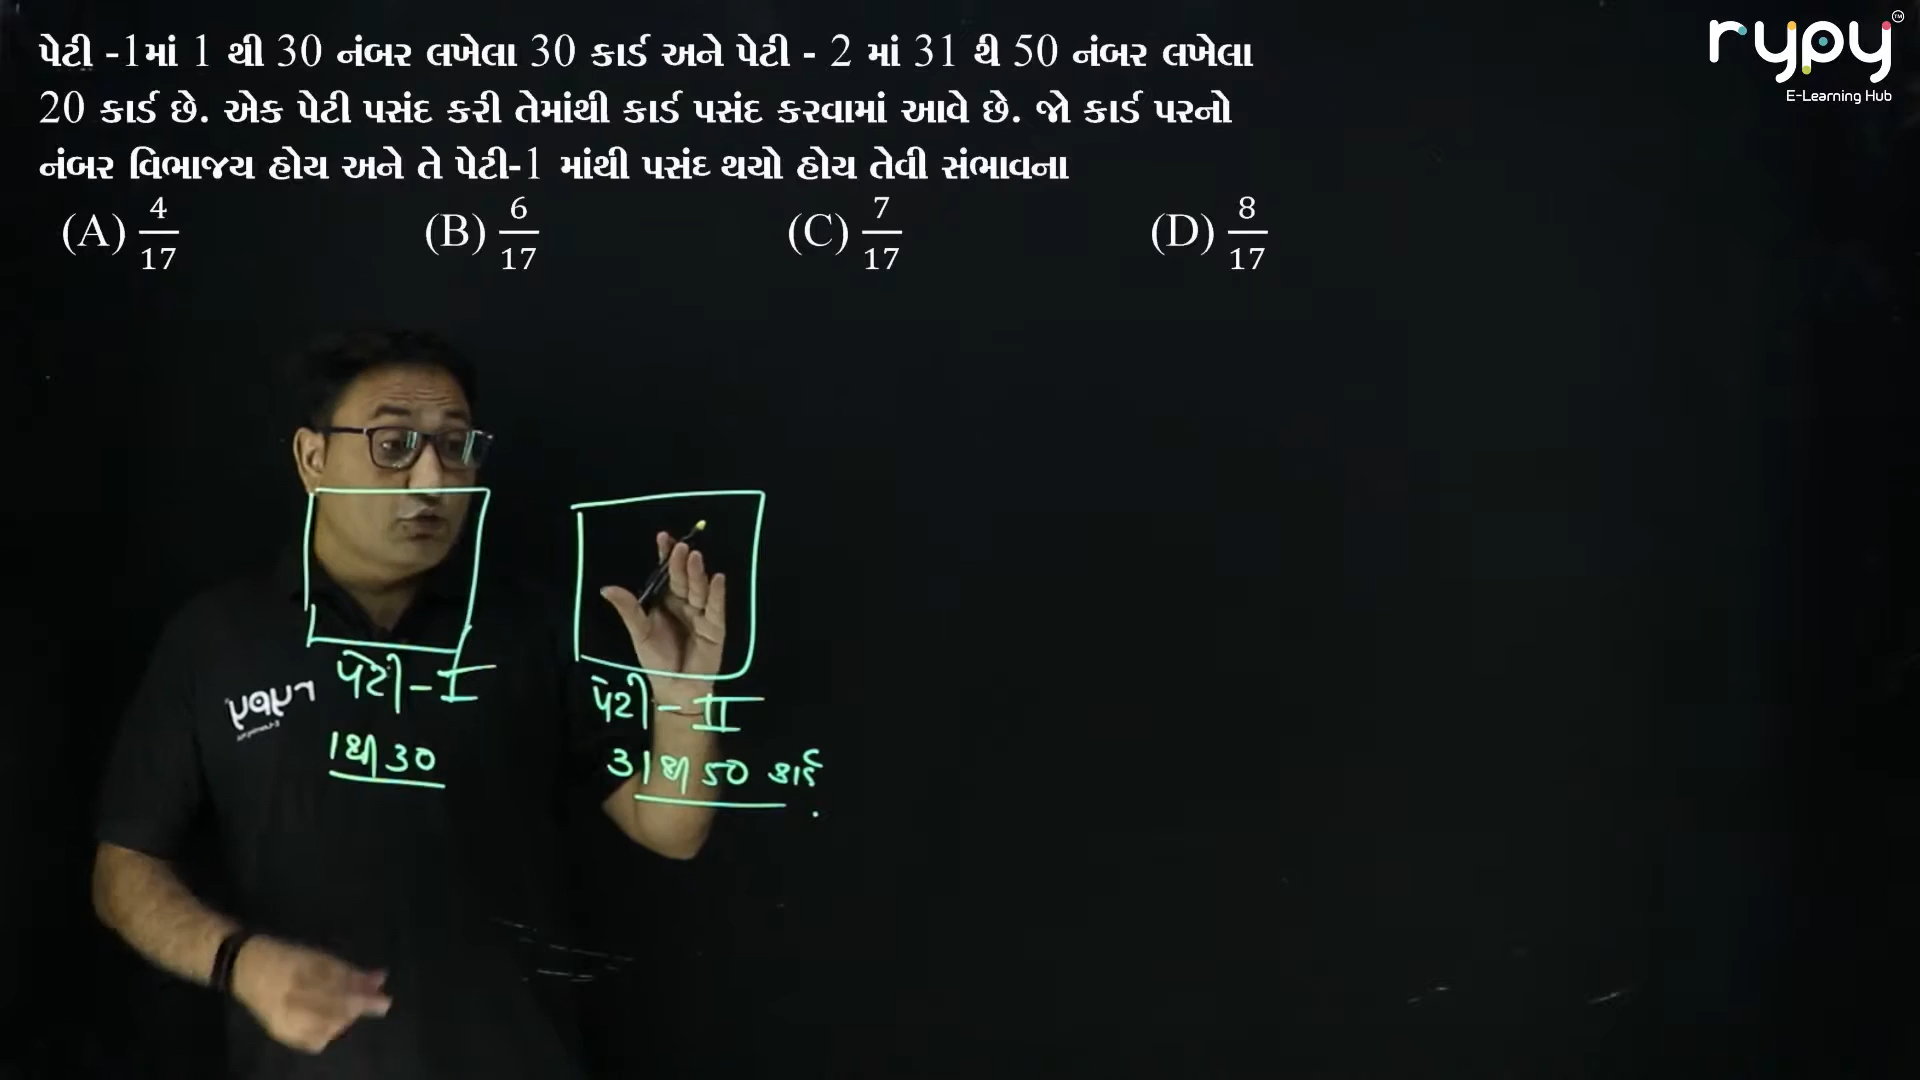 પેટી -1માં 1 થી 30 નંબર લખેલા 30 કાર્ડ અને પેટી - 2 માં 31 થી 50 નંબર લખેલા
20 કાર્ડ છે. એક પેટી પસંદ કરી તેમાંથી કાર્ડ પસંદ કરવામાં આવે છે. જો કાર્ડ પરનો
નંબર વિભાજય હોય અને તે પેટી-1 માંથી પસંદ થયો હોય તેવી સંભાવના
(A) 4/17 (B) 6/17 (C) 7/17 (D) 8/17
rypy TM
E-Learning Hub
પેટી-I પેટી-II
1થી30 31થી 50 કાર્ડ